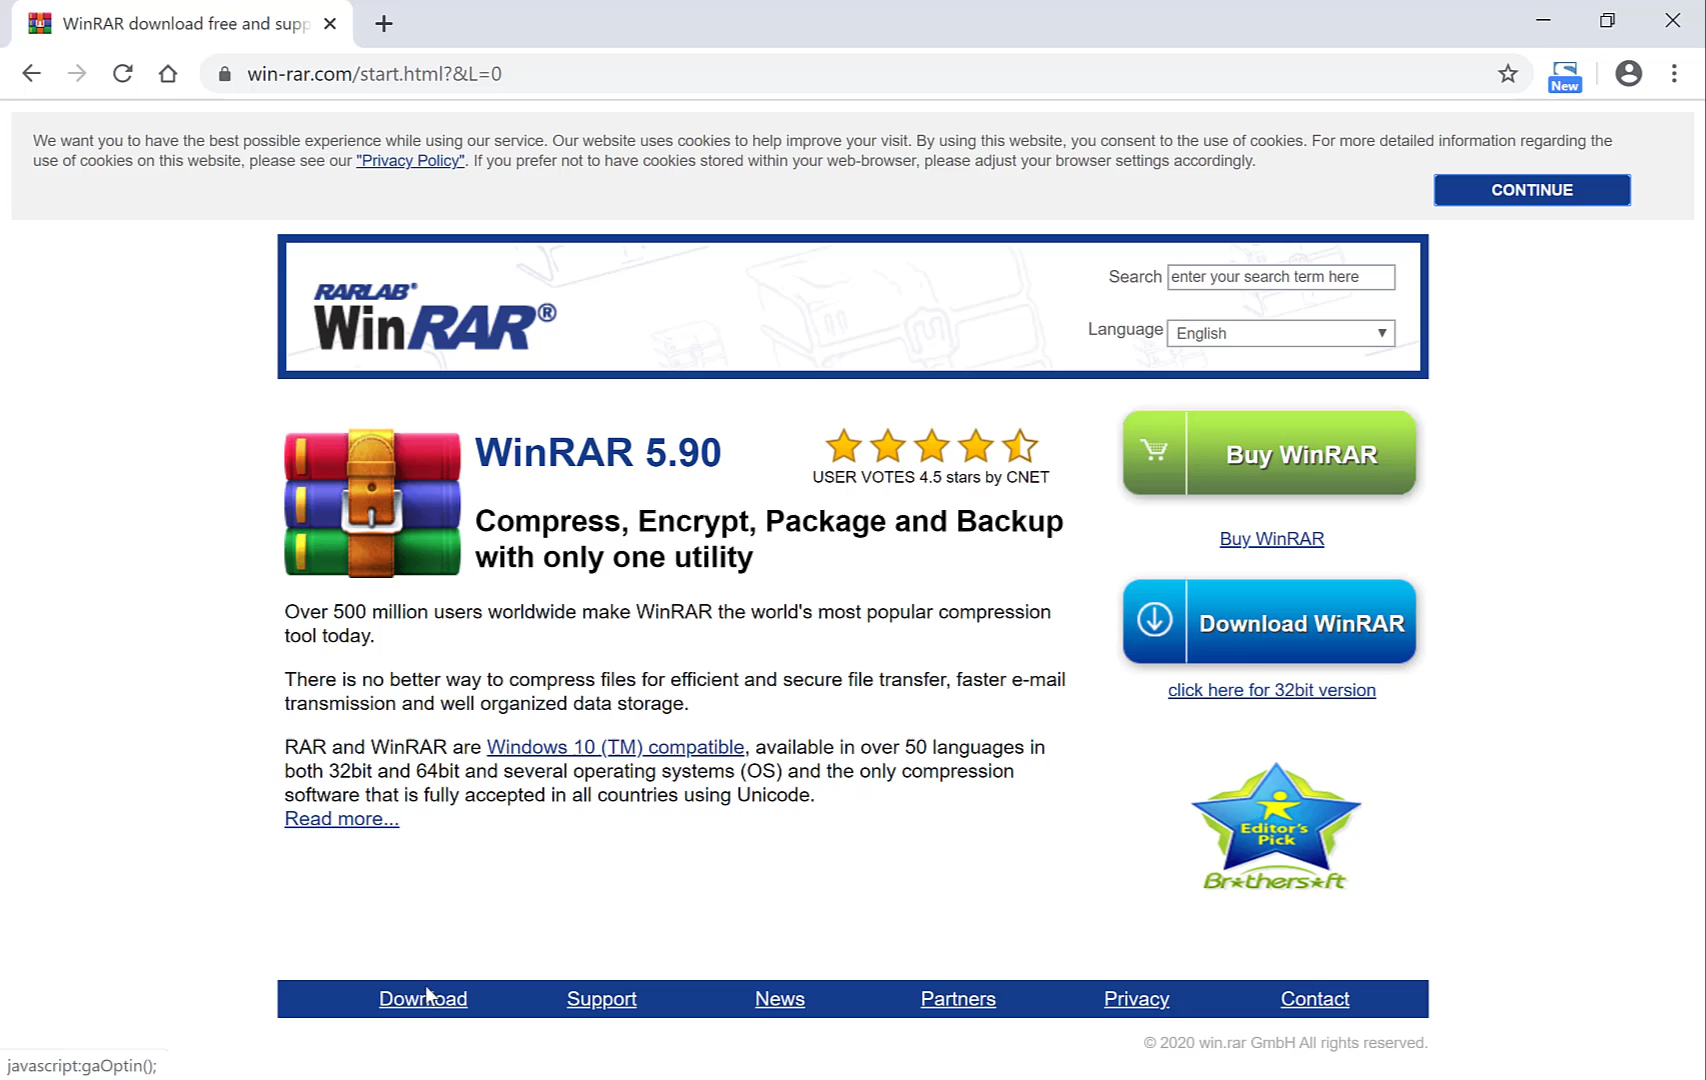 WinRAR download free and supp
win-rar.com/start.html?&L=0
New
We want you to have the best possible experience while using our service. Our website uses cookies to help improve your visit. By using this website, you consent to the use of cookies. For more detailed information regarding the
use of cookies on this website, please see our "Privacy Policy". If you prefer not to have cookies stored within your web-browser, please adjust your browser settings accordingly.
CONTINUE
RARLAB®
WinRAR®
Search enter your search term here
Language English
WinRAR 5.90
USER VOTES 4.5 stars by CNET
Compress, Encrypt, Package and Backup
with only one utility
Over 500 million users worldwide make WinRAR the world's most popular compression
tool today.
There is no better way to compress files for efficient and secure file transfer, faster e-mail
transmission and well organized data storage.
RAR and WinRAR are Windows 10 (TM) compatible, available in over 50 languages in
both 32bit and 64bit and several operating systems (OS) and the only compression
software that is fully accepted in all countries using Unicode.
Read more...
Buy WinRAR
Buy WinRAR
Download WinRAR
click here for 32bit version
Editor's
Pick
Br★thers★ft
Download Support News Partners Privacy Contact
© 2020 win.rar GmbH All rights reserved.
javascript:gaOptin();